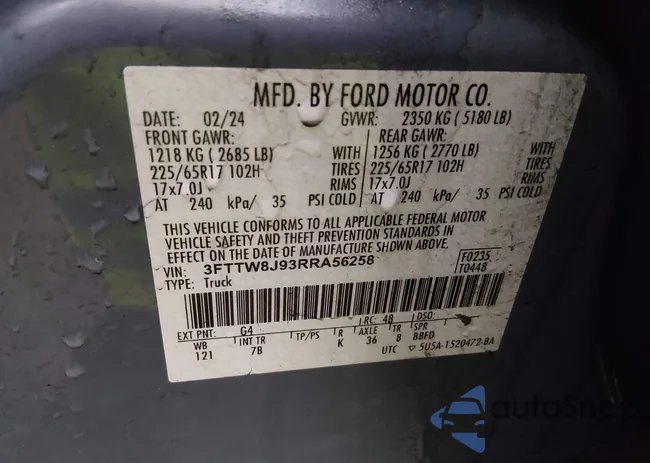 MFD. BY FORD MOTOR CO.
DATE: 02/24 GVWR: 2350 KG ( 5180 LB)
FRONT GAWR: REAR GAWR:
1218 KG ( 2685 LB) WITH 1256 KG ( 2770 LB) WITH
225/65R17 102H TIRES 225/65R17 102H TIRES
17x7.0J RIMS 17x7.0J RIMS
AT 240 kPa/ 35 PSI COLD AT 240 kPa/ 35 PSI COLD
THIS VEHICLE CONFORMS TO ALL APPLICABLE FEDERAL MOTOR
VEHICLE SAFETY AND THEFT PREVENTION STANDARDS IN
EFFECT ON THE DATE OF MANUFACTURE SHOWN ABOVE.
VIN: 3FTTW8J93RRA56258 F0235
TYPE: Truck T0448
EXT PNT: G4 RC: 48
WB INT TR TP/PS R AXLE TR SPR
121 7B K 36 8 BBFD
UTC 5U5A-1520472-BA
autoSnap